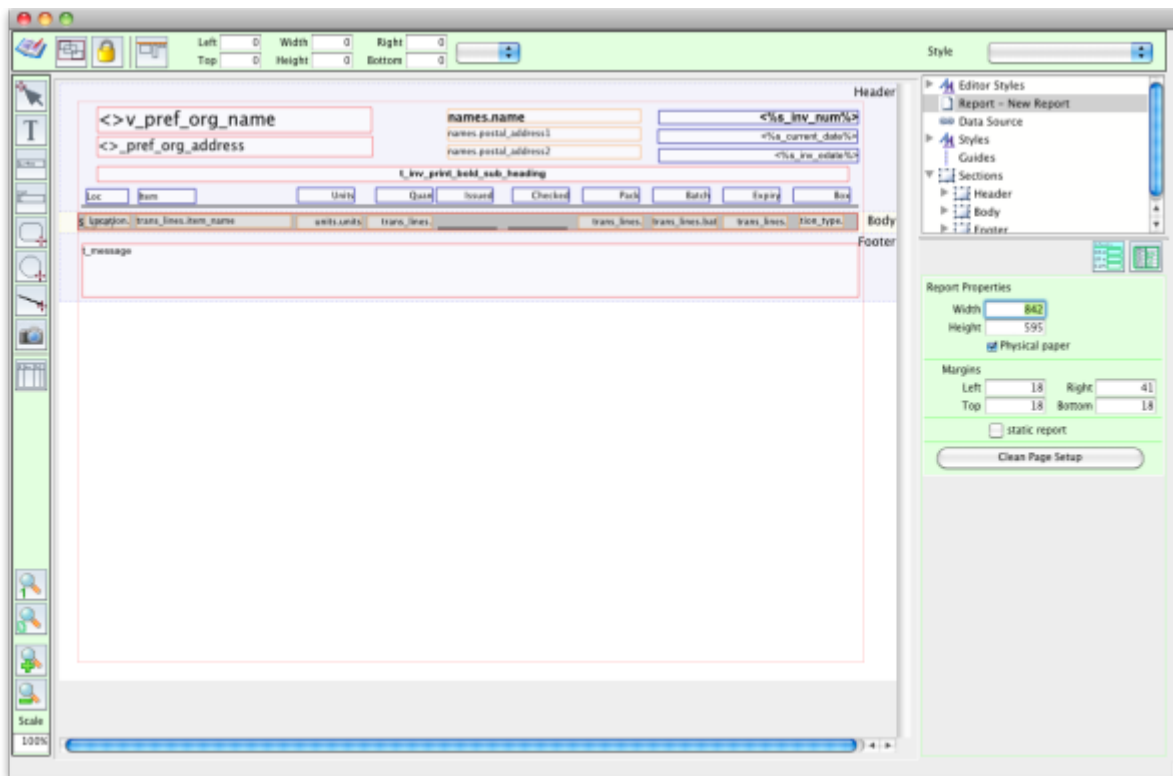 Left 0 Width 0 Right 0
Top 0 Height 0 Bottom 0
Style
Header
<>v_pref_org_name
<>_pref_org_address
names.name
names.postal_address1
names.postal_address2
<%s_inv_num%>
<%s_current_date%>
<%s_inv_edate%>
t_inv_print_bold_sub_heading
Loc Item Units Quan Issued Checked Pack Batch Expiry Box
Location. trans_lines.item_name units.units trans_lines. trans_lines. trans_lines.bat trans_lines. tice_type. Body
Footer
t_message
T
Scale
100%
Editor Styles
Report - New Report
Data Source
Styles
Guides
Sections
Header
Body
Footer
Report Properties
Width 842
Height 595
Physical paper
Margins
Left 18 Right 41
Top 18 Bottom 18
static report
Clean Page Setup